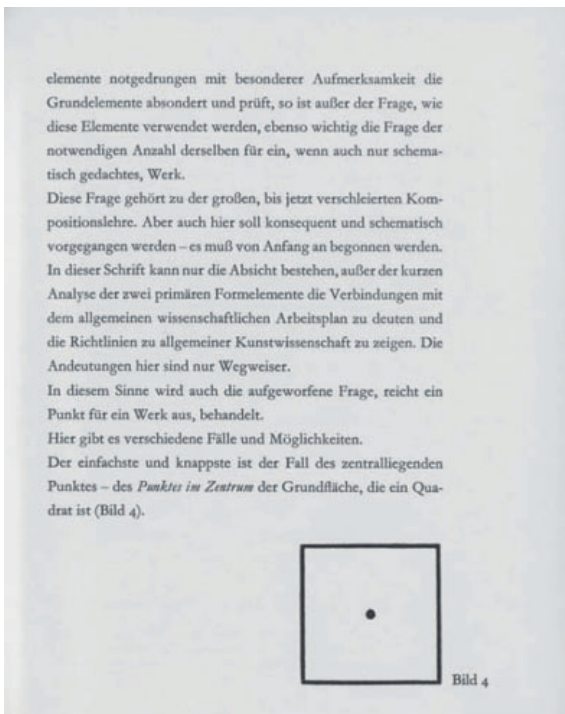 elemente notgedrungen mit besonderer Aufmerksamkeit die
Grundelemente absondert und prüft, so ist außer der Frage, wie
diese Elemente verwendet werden, ebenso wichtig die Frage der
notwendigen Anzahl derselben für ein, wenn auch nur schema-
tisch gedachtes, Werk.
Diese Frage gehört zu der großen, bis jetzt verschleierten Kom-
positionslehre. Aber auch hier soll konsequent und schematisch
vorgegangen werden – es muß von Anfang an begonnen werden.
In dieser Schrift kann nur die Absicht bestehen, außer der kurzen
Analyse der zwei primären Formelemente die Verbindungen mit
dem allgemeinen wissenschaftlichen Arbeitsplan zu deuten und
die Richtlinien zu allgemeiner Kunstwissenschaft zu zeigen. Die
Andeutungen hier sind nur Wegweiser.
In diesem Sinne wird auch die aufgeworfene Frage, reicht ein
Punkt für ein Werk aus, behandelt.
Hier gibt es verschiedene Fälle und Möglichkeiten.
Der einfachste und knappste ist der Fall des zentralliegenden
Punktes – des Punktes im Zentrum der Grundfläche, die ein Qua-
drat ist (Bild 4).
Bild 4